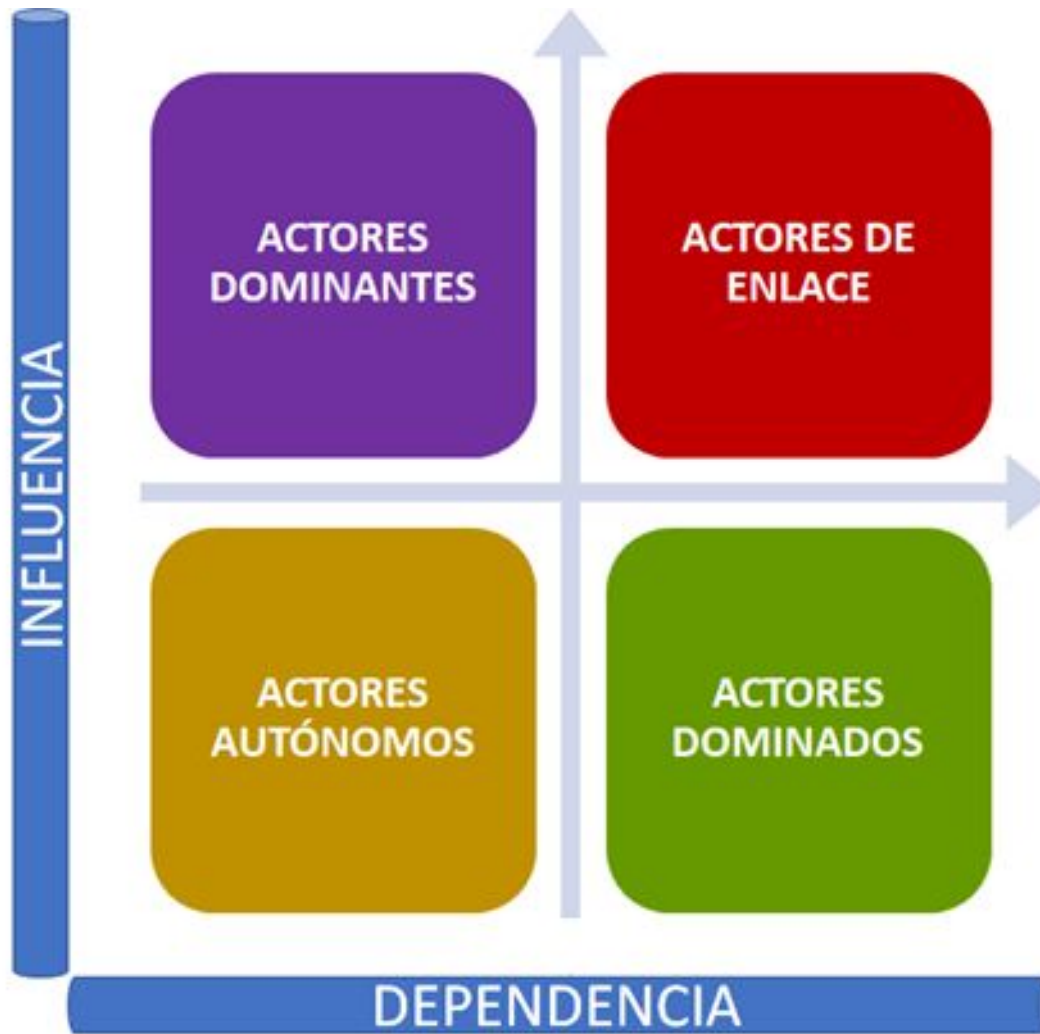 INFLUENCIA
ACTORES
DOMINANTES
ACTORES DE
ENLACE
ACTORES
AUTÓNOMOS
ACTORES
DOMINADOS
DEPENDENCIA